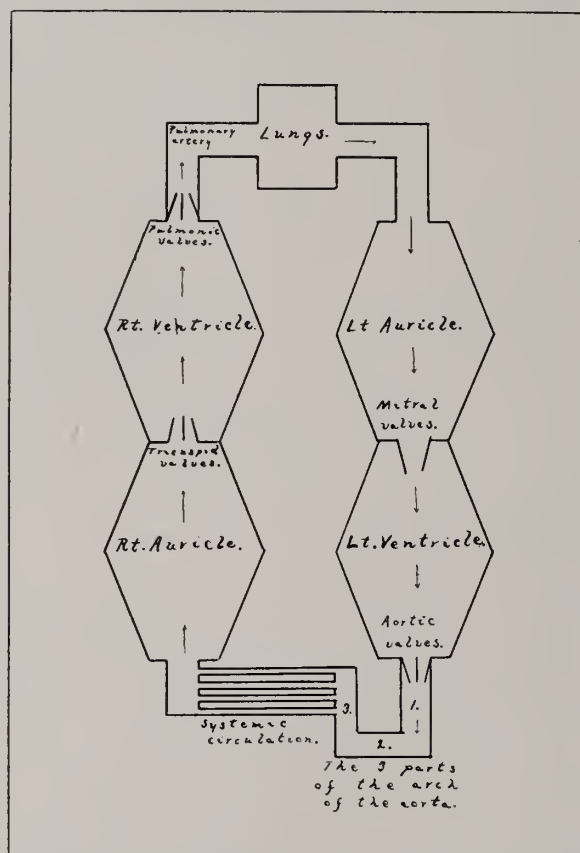 Pulmonary
artery
Lungs.
Pulmonic
valves.
Rt. Ventricle.
Lt Auricle.
Mitral
valves.
Tricuspid
valves.
Rt. Auricle.
Lt. Ventricle.
Aortic
valves.
1.
3.
2.
Systemic
circulation.
The 3 parts
of the arch
of the aorta.